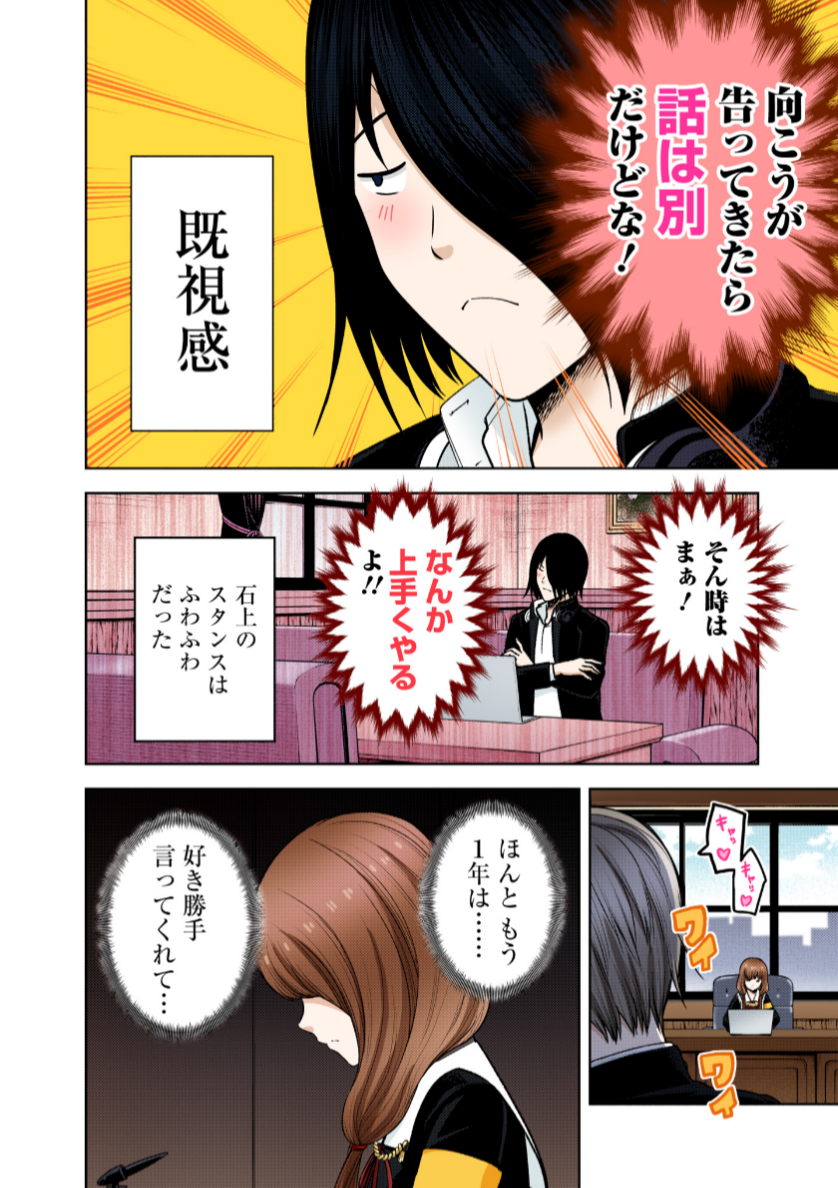 向こうが
告ってきたら
話は別
だけどな！
既視感
そん時は
まぁ！
なんか
上手くやる
よ!!
石上の
スタンスは
ふわふわ
だった
キャっ♡
キャッ♡
ワイ
ワイ
ほんと もう
1年は……
好き勝手
言ってくれて…